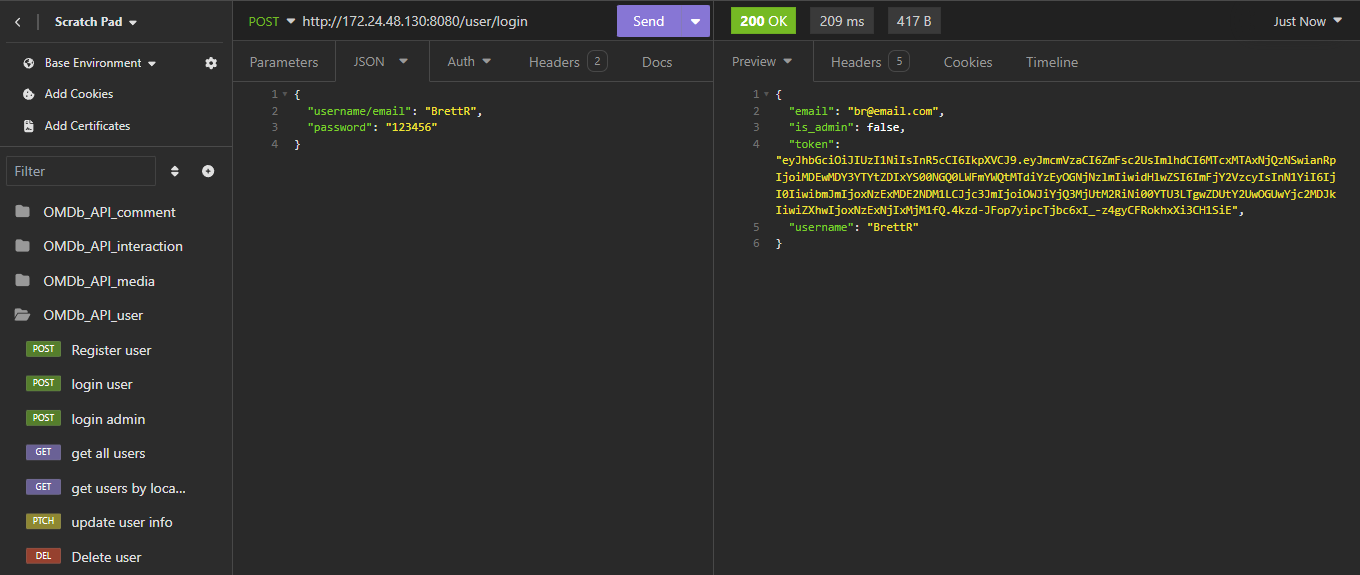 Scratch Pad
Base Environment
Add Cookies
Add Certificates
Filter
OMDb_API_comment
OMDb_API_interaction
OMDb_API_media
OMDb_API_user
POST Register user
POST login user
POST login admin
GET get all users
GET get users by loca...
PTCH update user info
DEL Delete user
POST http://172.24.48.130:8080/user/login Send
Parameters JSON Auth Headers 2 Docs
1 {
2 "username/email": "BrettR",
3 "password": "123456"
4 }
200 OK 209 ms 417 B Just Now
Preview Headers 5 Cookies Timeline
1 {
2 "email": "br@email.com",
3 "is_admin": false,
4 "token":
"eyJhbGciOiJIUzI1NiIsInR5cCI6IkpXVCJ9.eyJmcmVzaCI6ZmFsc2UsImlhdCI6MTcxMTAxNjQzNSwianRp
IjoiMDEwMDY3YTYtZDIxYS00NGQ0LWFmYWQtMTdiYzEyOGNjNzlmIiwidHlwZSI6ImFjY2VzcyIsInN1YiI6Ij
I0IiwibmJmIjoxNzExMDE2NDM1LCJjc3JmIjoiOWJiYjQ3MjUtM2RiNi00YTU3LTgwZDUtY2UwOGUwYjc2MDJk
IiwiZXhwIjoxNzExNjIxMjM1fQ.4kzd-JFop7yipcTjbc6xI_-z4gyCFRokhxXi3CH1SiE",
5 "username": "BrettR"
6 }